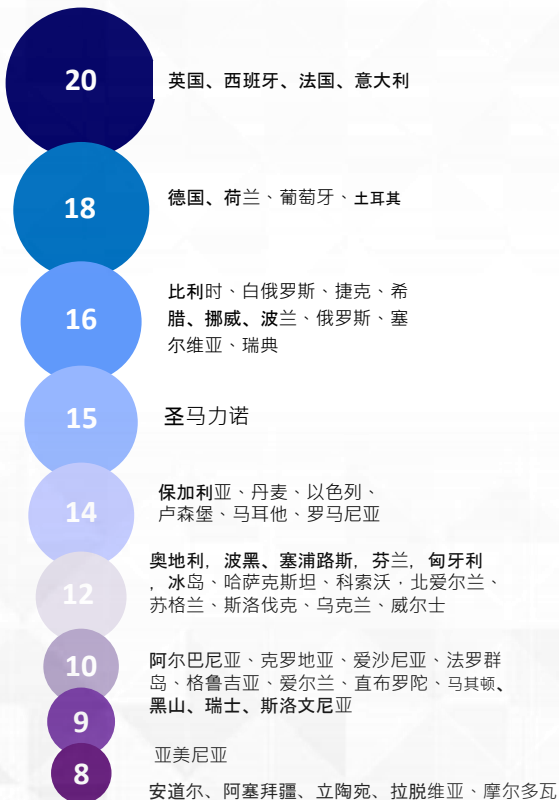 20
英国、西班牙、法国、意大利
18
德国、荷兰、葡萄牙、土耳其
16
比利时、白俄罗斯、捷克、希
腊、挪威、波兰、俄罗斯、塞
尔维亚、瑞典
15
圣马力诺
14
保加利亚、丹麦、以色列、
卢森堡、马耳他、罗马尼亚
12
奥地利, 波黑、塞浦路斯, 芬兰, 匈牙利
, 冰岛、哈萨克斯坦、科索沃·北爱尔兰、
苏格兰、斯洛伐克、乌克兰、威尔士
10
阿尔巴尼亚、克罗地亚、爱沙尼亚、法罗群
岛、格鲁吉亚、爱尔兰、直布罗陀、马其顿、
黑山、瑞士、斯洛文尼亚
9
亚美尼亚
8
安道尔、阿塞拜疆、立陶宛、拉脱维亚、摩尔多瓦